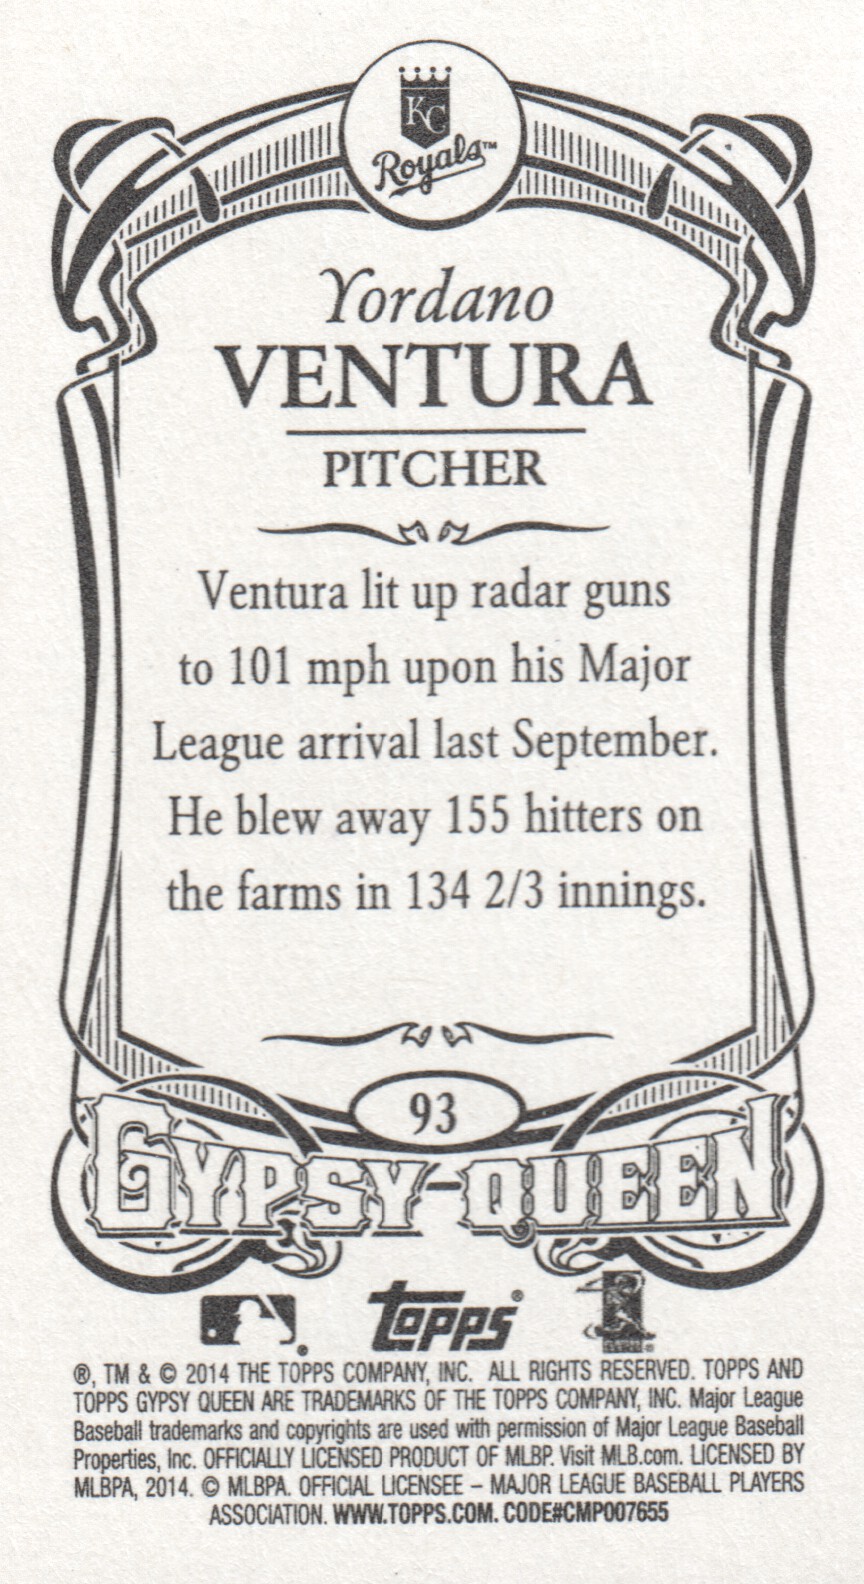 KC
Royals™
Yordano
VENTURA
PITCHER
Ventura lit up radar guns
to 101 mph upon his Major
League arrival last September.
He blew away 155 hitters on
the farms in 134 2/3 innings.
93
GYPSY-QUEEN
topps®
®, TM & © 2014 THE TOPPS COMPANY, INC. ALL RIGHTS RESERVED. TOPPS AND
TOPPS GYPSY QUEEN ARE TRADEMARKS OF THE TOPPS COMPANY, INC. Major League
Baseball trademarks and copyrights are used with permission of Major League Baseball
Properties, Inc. OFFICIALLY LICENSED PRODUCT OF MLBP. Visit MLB.com. LICENSED BY
MLBPA, 2014. © MLBPA. OFFICIAL LICENSEE – MAJOR LEAGUE BASEBALL PLAYERS
ASSOCIATION. WWW.TOPPS.COM. CODE#CMP007655